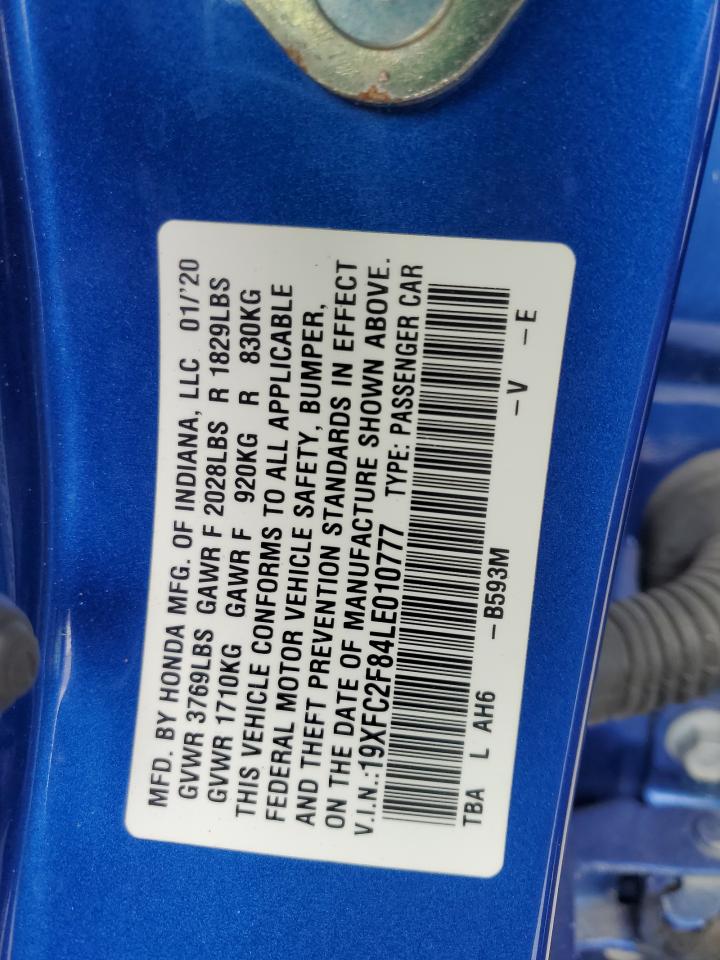 MFD. BY HONDA MFG. OF INDIANA, LLC 01/'20
GVWR 3769LBS GAWR F 2028LBS R 1829LBS
GVWR 1710KG GAWR F 920KG R 830KG
THIS VEHICLE CONFORMS TO ALL APPLICABLE
FEDERAL MOTOR VEHICLE SAFETY, BUMPER,
AND THEFT PREVENTION STANDARDS IN EFFECT
ON THE DATE OF MANUFACTURE SHOWN ABOVE.
V.I.N.:19XFC2F84LE010777 TYPE: PASSENGER CAR
TBA L AH6 -B593M -V -E